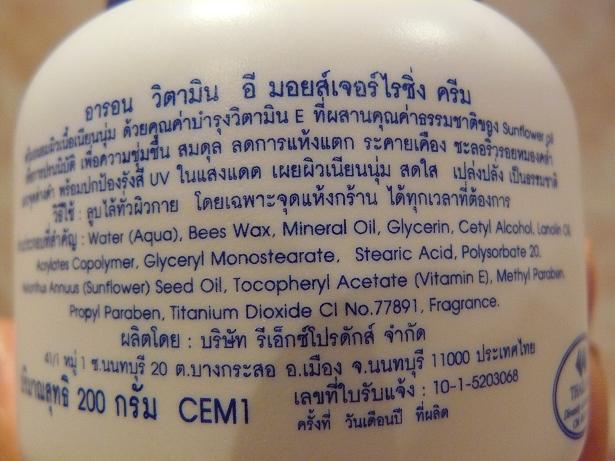 อารอน วิตามิน อี มอยส์เจอร์ไรซิ่ง ครีม
ด้วยคุณค่าบำรุงวิตามิน E ที่ผสานคุณค่าธรรมชาติของ Sunflower oil
เพื่อความชุ่มชื้น สมดุล ลดการแห้งแตก ระคายเคือง ชะลอริ้วรอยหมองคล้ำ
พร้อมปกป้องรังสี UV ในแสงแดด เผยผิวเนียนนุ่ม สดใส เปล่งปลั่ง เป็นธรรมชาติ
วิธีใช้ : ลูบไล้ทั่วผิวกาย โดยเฉพาะจุดแห้งกร้าน ได้ทุกเวลาที่ต้องการ
: Water (Aqua), Bees Wax, Mineral Oil, Glycerin, Cetyl Alcohol, Lanolin Oil,
Acrylates Copolymer, Glyceryl Monostearate, Stearic Acid, Polysorbate 20,
Annuus (Sunflower) Seed Oil, Tocopheryl Acetate (Vitamin E), Methyl Paraben,
Propyl Paraben, Titanium Dioxide CI No.77891, Fragrance.
ผลิตโดย : บริษัท รีเอ็กซ์โปรดักส์ จำกัด
41/1 หมู่ 1 ซ.นนทบุรี 20 ต.บางกระสอ อ.เมือง จ.นนทบุรี 11000 ประเทศไทย
ปริมาณสุทธิ 200 กรัม CEM1
เลขที่ใบรับแจ้ง : 10-1-5203068
ครั้งที่ วันเดือนปี ที่ผลิต